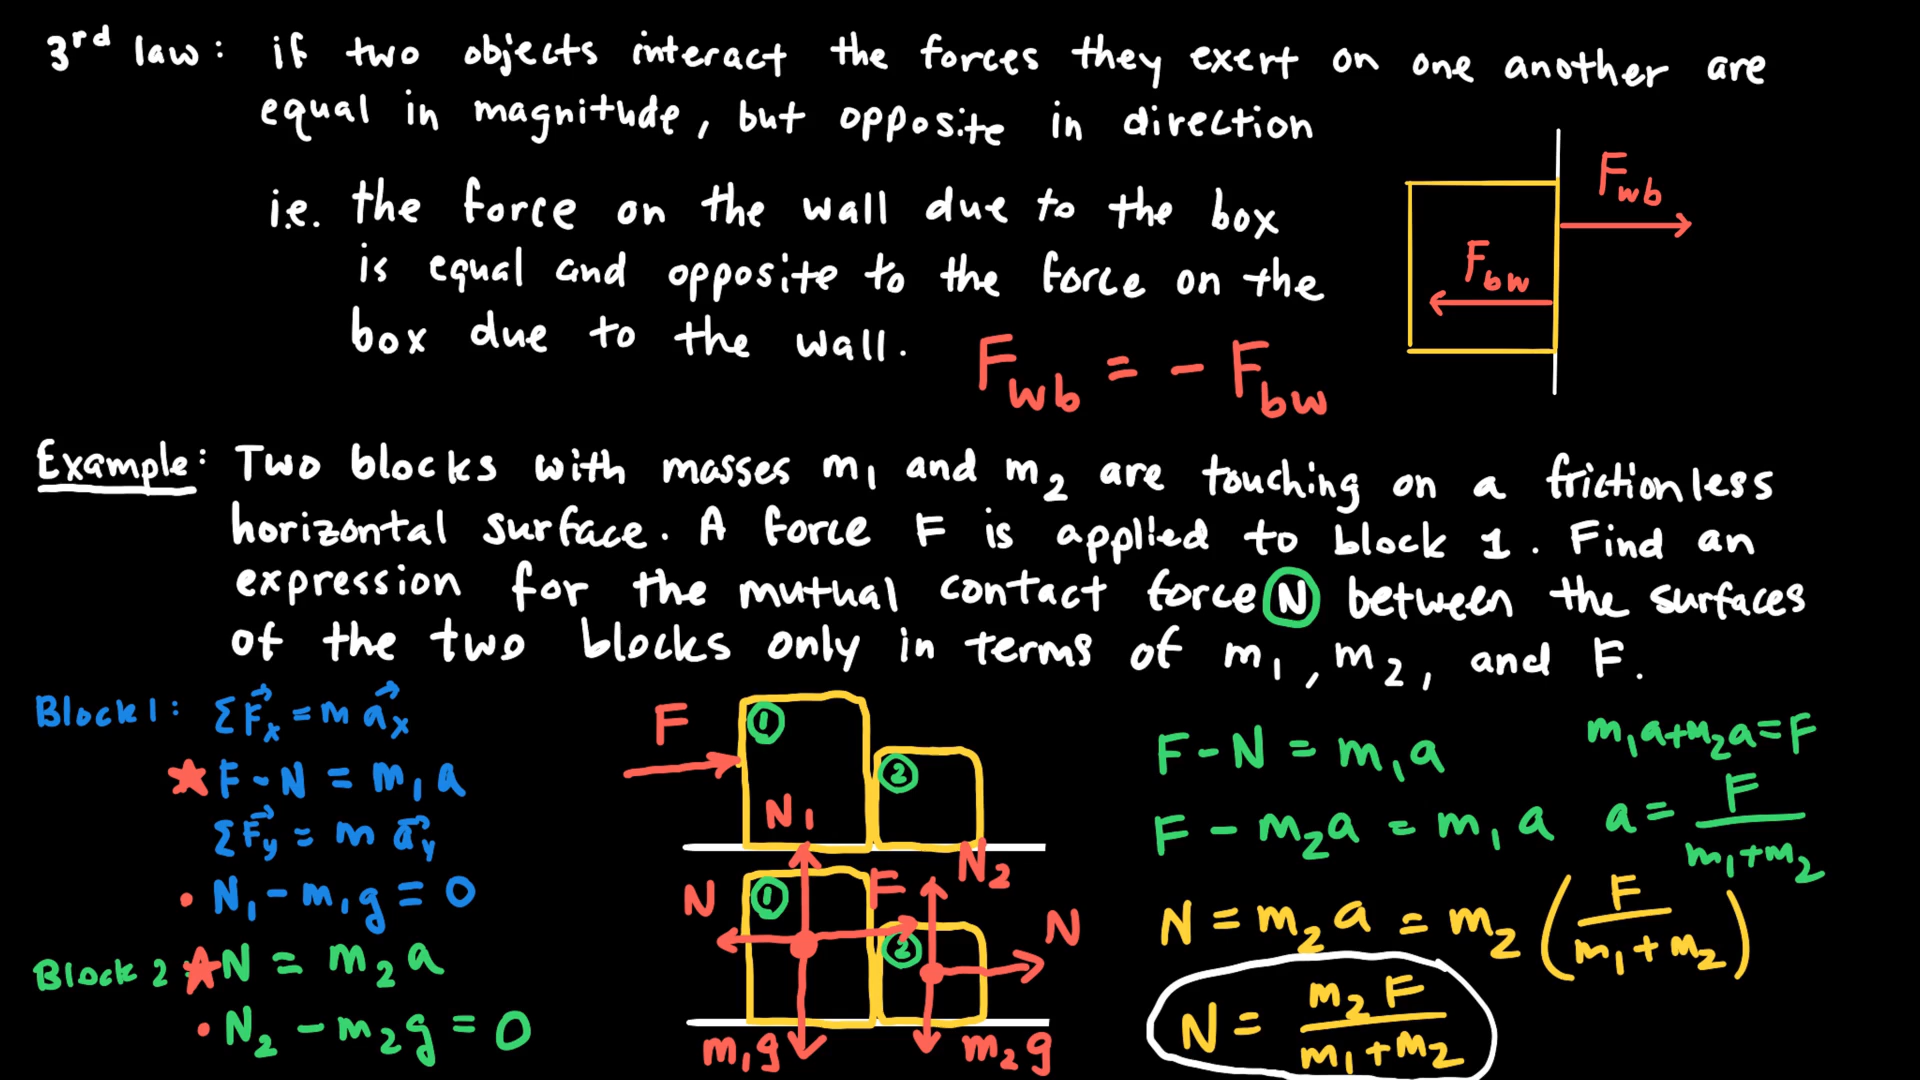 3rd law: if two objects interact the forces they exert on one another are
equal in magnitude, but opposite in direction
i.e. the force on the wall due to the box
is equal and opposite to the force on the
box due to the wall.
F_wb = - F_bw
F_wb
F_bw
Example: Two blocks with masses m₁ and m₂ are touching on a frictionless
horizontal surface. A force F is applied to block 1. Find an
expression for the mutual contact force N between the surfaces
of the two blocks only in terms of m₁, m₂, and F.
Block 1: ΣF⃗ₓ = m a⃗ₓ
★ F - N = m₁ a
ΣF⃗_y = m a⃗_y
• N₁ - m₁g = 0
Block 2: ★ N = m₂ a
• N₂ - m₂g = 0
F
①
②
N₁
N₂
N
①
F
②
N
m₁g
m₂g
F - N = m₁a
m₁a + m₂a = F
F - m₂a = m₁ a
a = F / (m₁ + m₂)
N = m₂ a = m₂ (F / (m₁ + m₂))
N = m₂ F / (m₁ + m₂)